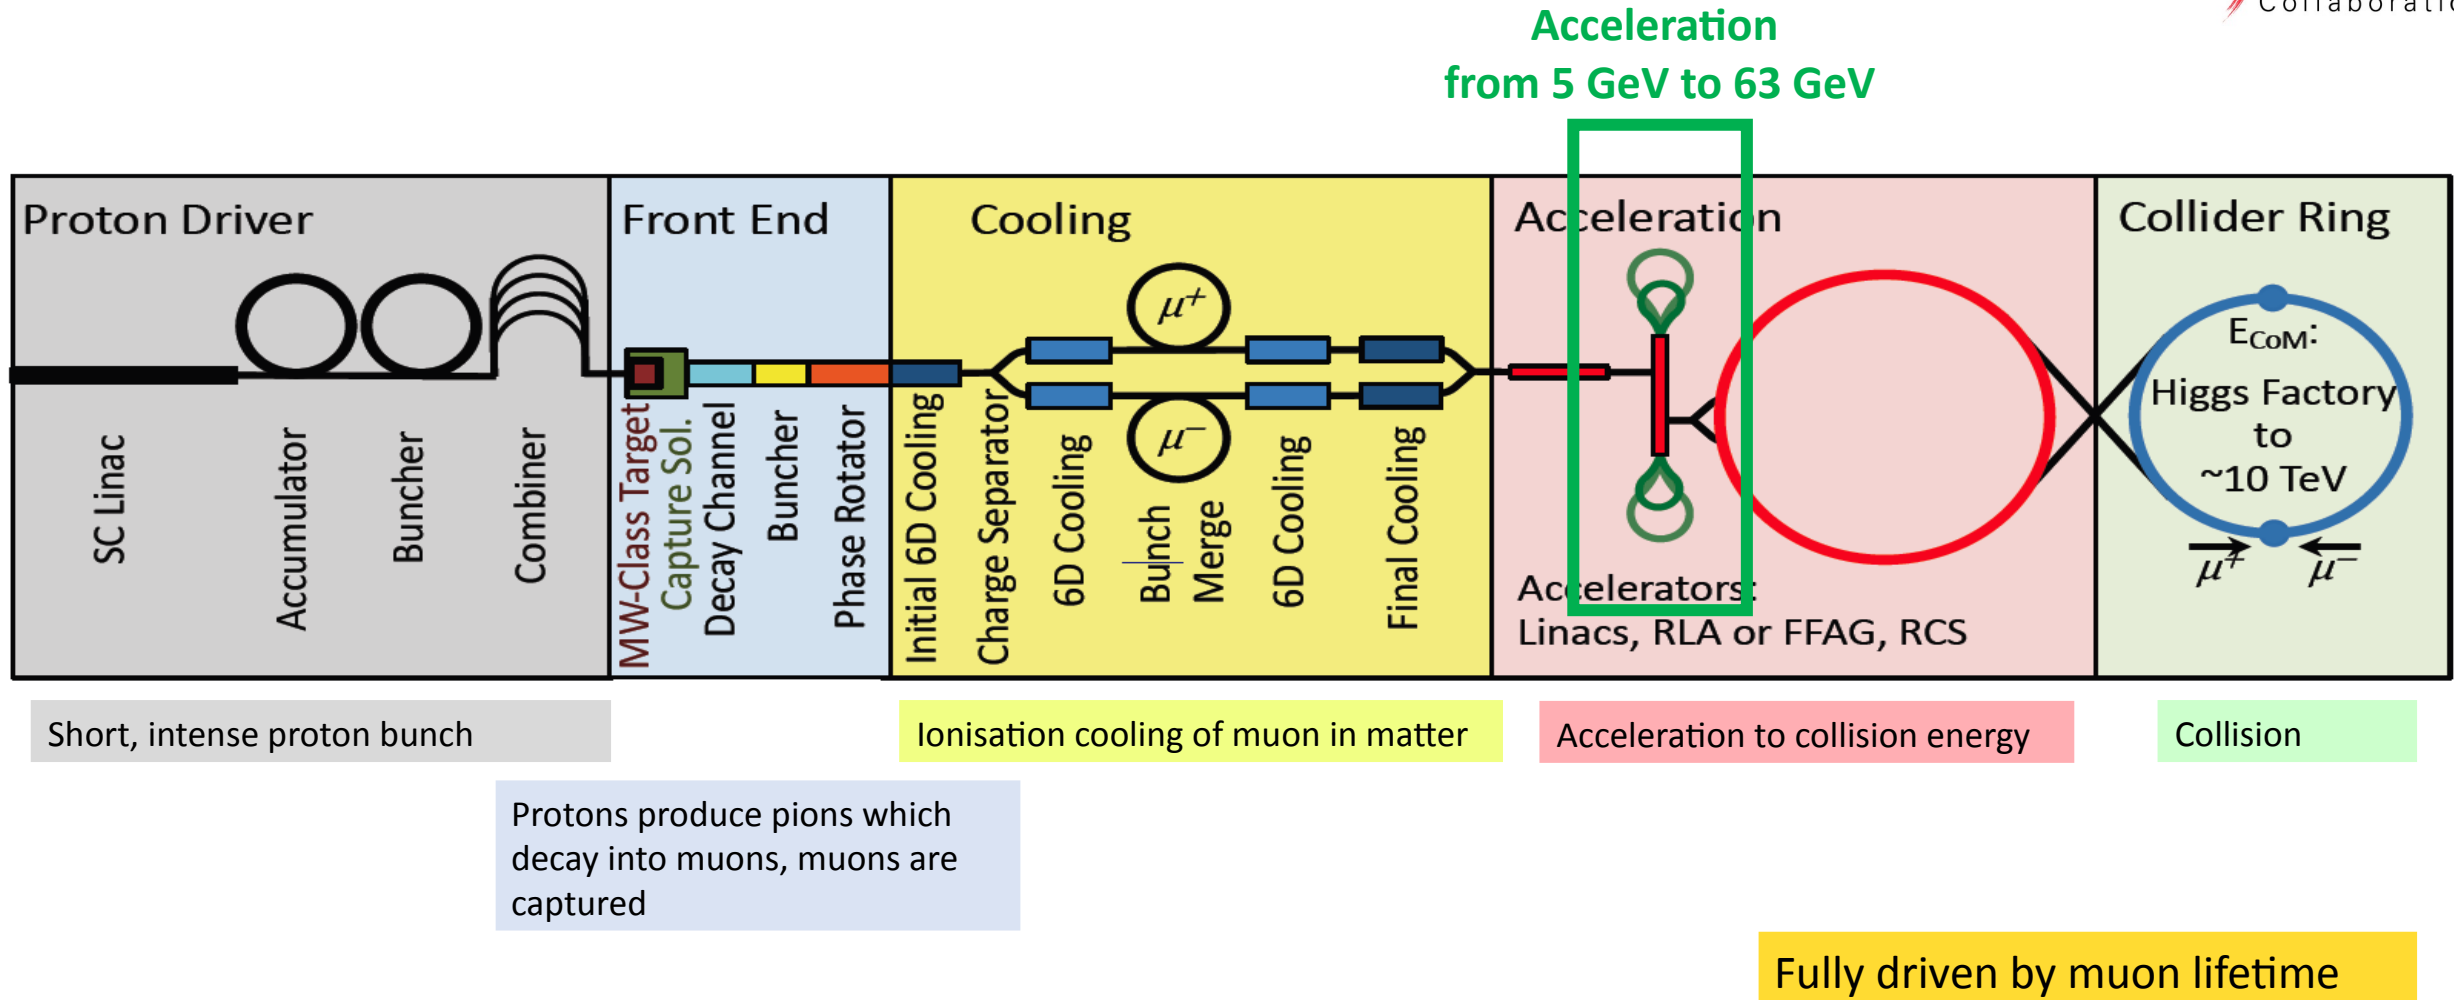 Collaboratio
Acceleration
from 5 GeV to 63 GeV
Proton Driver
Front End
Cooling
Acceleration
Collider Ring
SC Linac
Accumulator
Buncher
Combiner
MW-Class Target
Capture Sol.
Decay Channel
Buncher
Phase Rotator
Initial 6D Cooling
Charge Separator
6D Cooling
μ+
μ−
Bunch
Merge
6D Cooling
Final Cooling
Accelerators:
Linacs, RLA or FFAG, RCS
ECoM:
Higgs Factory
to
~10 TeV
μ+ μ−
Short, intense proton bunch
Ionisation cooling of muon in matter
Acceleration to collision energy
Collision
Protons produce pions which
decay into muons, muons are
captured
Fully driven by muon lifetime